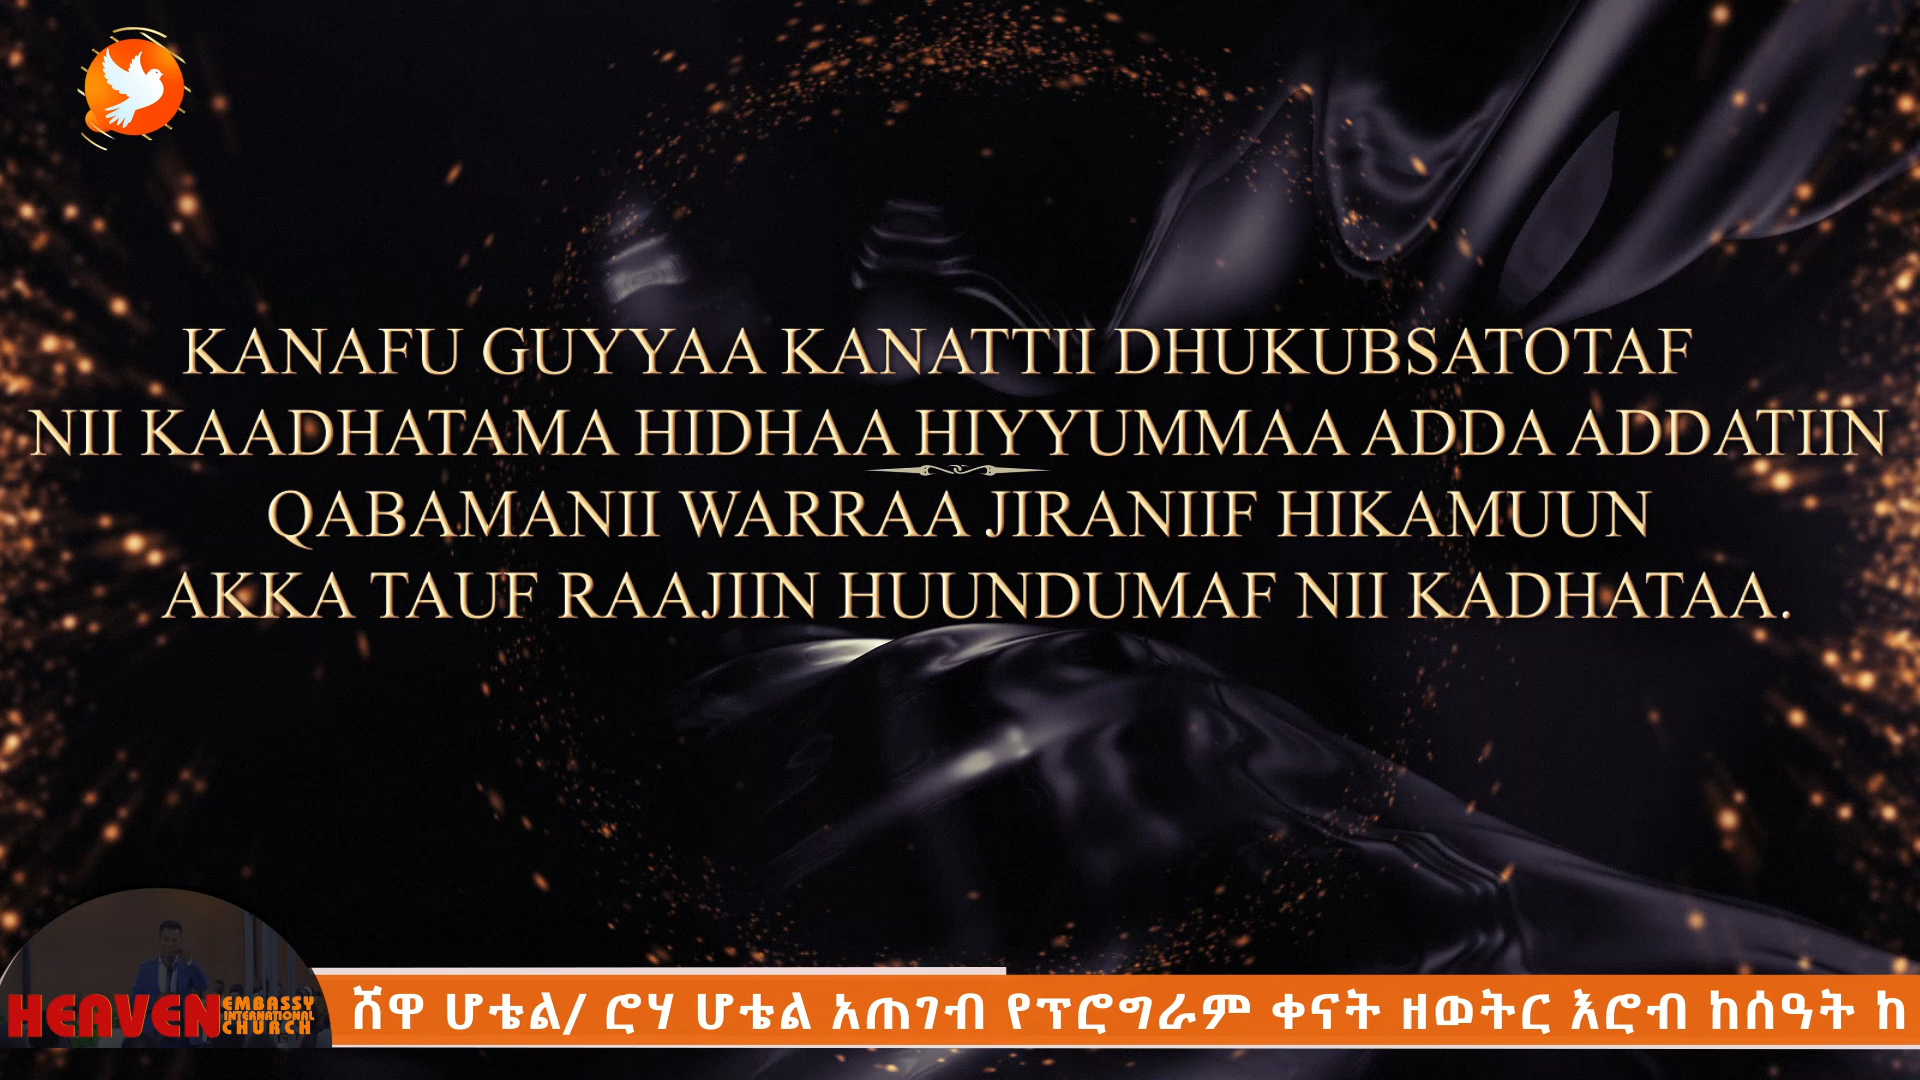 KANAFU GUYYAA KANATTII DHUKUBSATOTAF
NII KAADHATAMA HIDHAA HIYYUMMAA ADDA ADDATIIN
QABAMANII WARRAA JIRANIIF HIKAMUUN
AKKA TAUF RAAJIIN HUUNDUMAF NII KADHATAA.
HEAVEN EMBASSY
INTERNATIONAL
CHURCH
ሸዋ ሆቴል/ ሮሃ ሆቴል አጠገብ የፕሮግራም ቀናት ዘወትር እሮብ ከሰዓት ከ